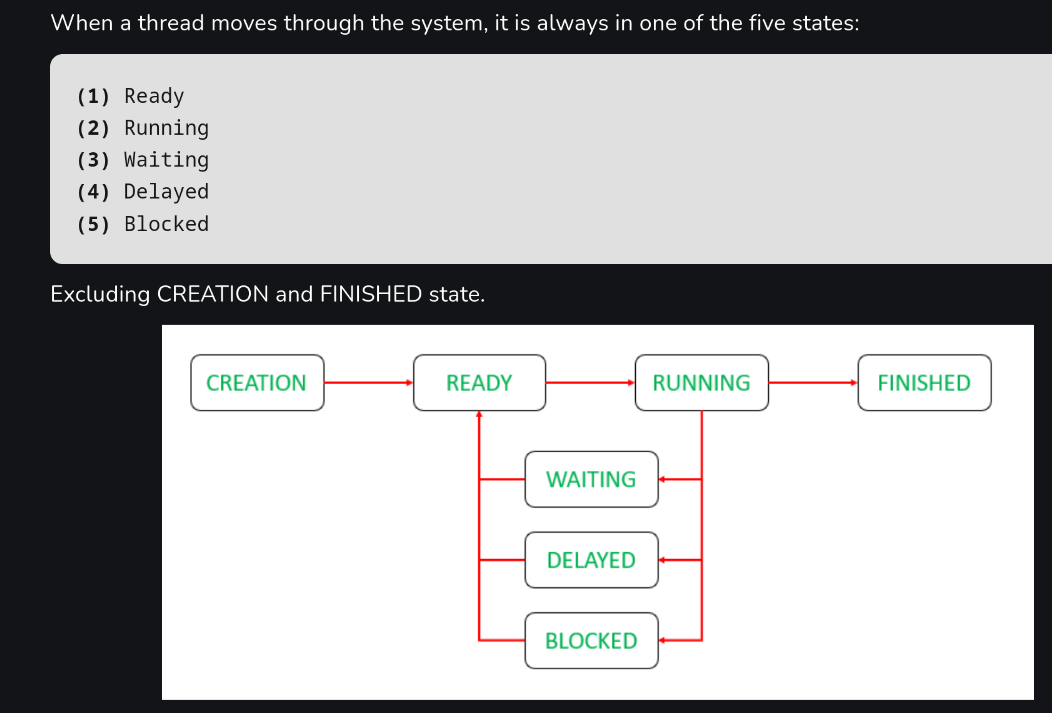 When a thread moves through the system, it is always in one of the five states:
(1) Ready
(2) Running
(3) Waiting
(4) Delayed
(5) Blocked
Excluding CREATION and FINISHED state.
CREATION
READY
RUNNING
FINISHED
WAITING
DELAYED
BLOCKED